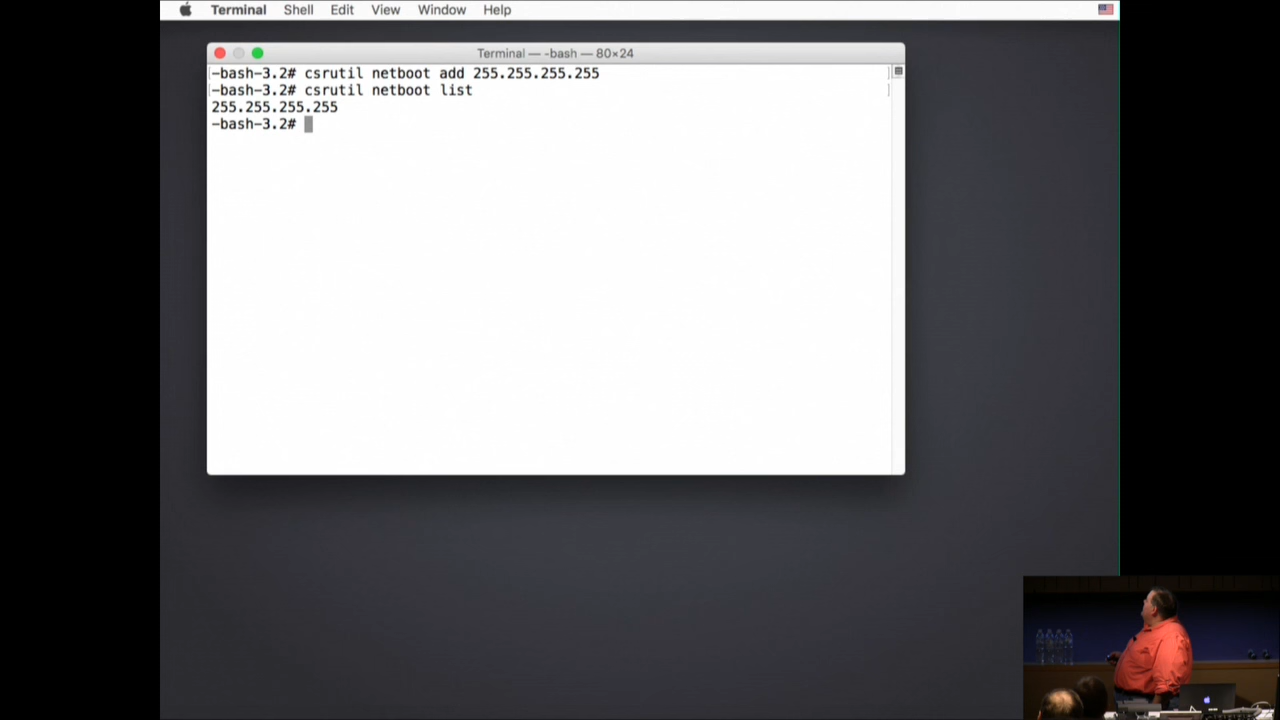 Terminal Shell Edit View Window Help
Terminal — -bash — 80×24
[-bash-3.2# csrutil netboot add 255.255.255.255 ]
[-bash-3.2# csrutil netboot list ]
255.255.255.255
-bash-3.2#